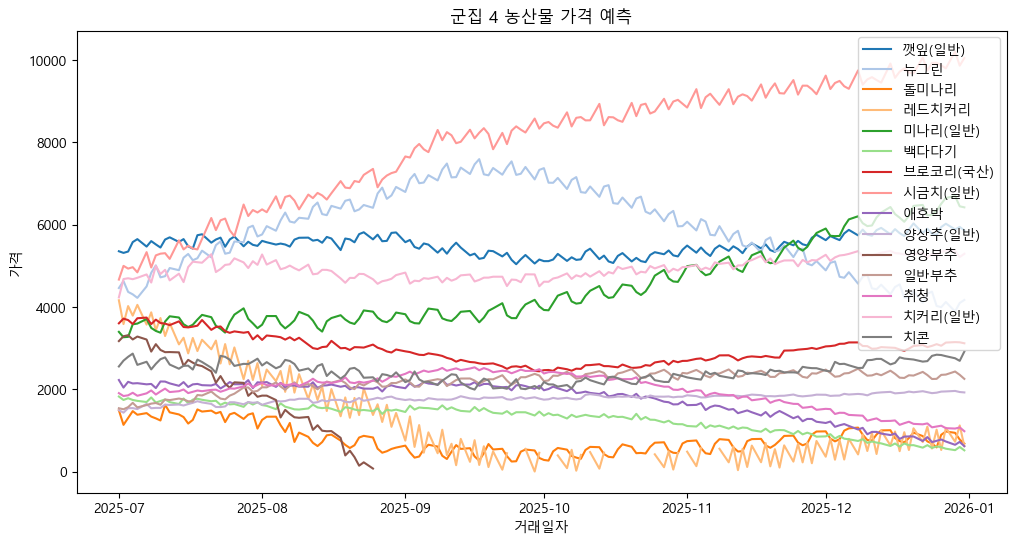 군집 4 농산물 가격 예측
가격
10000
8000
6000
4000
2000
0
2025-07
2025-08
2025-09
2025-10
2025-11
2025-12
2026-01
거래일자
깻잎(일반)
뉴그린
돌미나리
레드치커리
미나리(일반)
백다다기
브로코리(국산)
시금치(일반)
애호박
양상추(일반)
영양부추
일반부추
취청
치커리(일반)
치콘